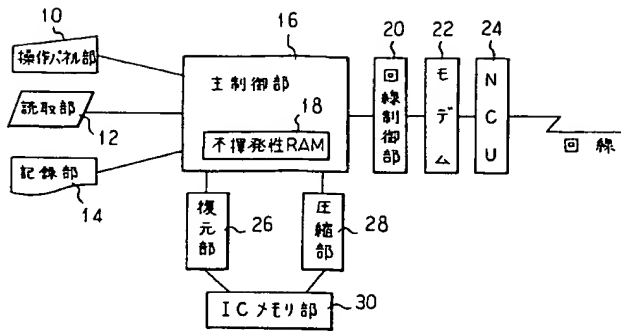 10
操作パネル部
読取部
12
記録部
14
16
主制御部
18
不揮発性RAM
20
回線制御部
22
モデム
24
NCU
回線
復元部
26
圧縮部
28
ICメモリ部
30